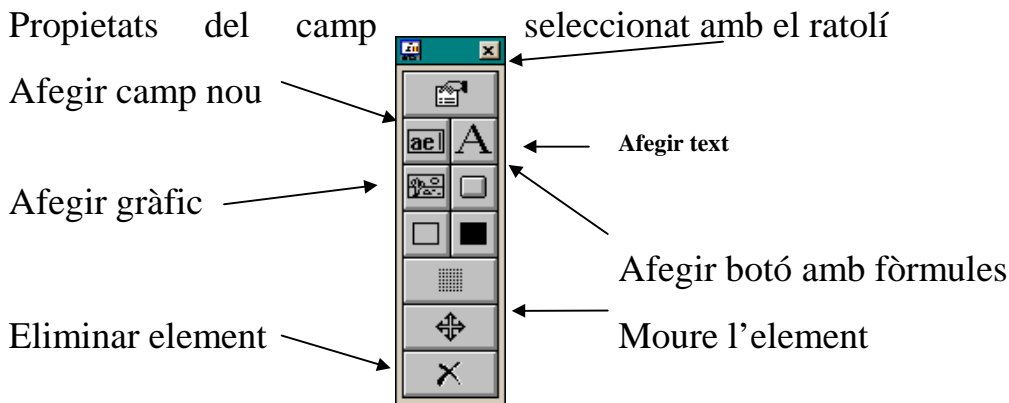 Propietats del camp seleccionat amb el ratolí
Afegir camp nou
ae
A
Afegir text
Afegir gràfic
Afegir botó amb fòrmules
Eliminar element
Moure l’element